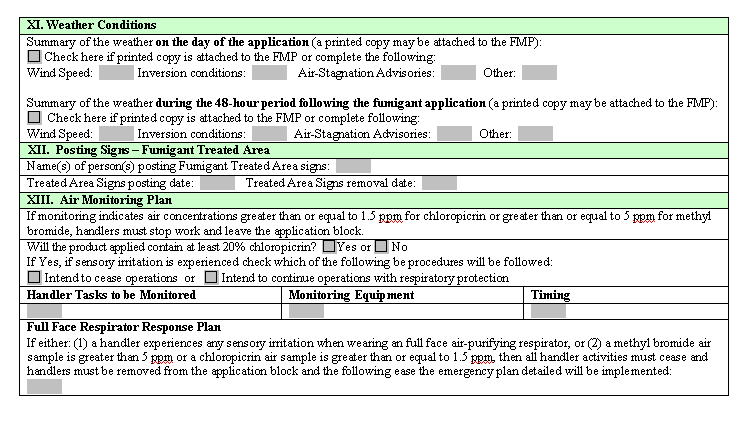 XI. Weather Conditions
Summary of the weather on the day of the application (a printed copy may be attached to the FMP):
Check here if printed copy is attached to the FMP or complete the following:
Wind Speed: Inversion conditions: Air-Stagnation Advisories: Other:
Summary of the weather during the 48-hour period following the fumigant application (a printed copy may be attached to the FMP):
Check here if printed copy is attached to the FMP or complete following:
Wind Speed: Inversion conditions: Air-Stagnation Advisories: Other:
XII. Posting Signs – Fumigant Treated Area
Name(s) of person(s) posting Fumigant Treated Area signs:
Treated Area Signs posting date: Treated Area Signs removal date:
XIII. Air Monitoring Plan
If monitoring indicates air concentrations greater than or equal to 1.5 ppm for chloropicrin or greater than or equal to 5 ppm for methyl
bromide, handlers must stop work and leave the application block.
Will the product applied contain at least 20% chloropicrin? Yes or No
If Yes, if sensory irritation is experienced check which of the following be procedures will be followed:
Intend to cease operations or Intend to continue operations with respiratory protection
Handler Tasks to be Monitored Monitoring Equipment Timing
Full Face Respirator Response Plan
If either: (1) a handler experiences any sensory irritation when wearing an full face air-purifying respirator, or (2) a methyl bromide air
sample is greater than 5 ppm or a chloropicrin air sample is greater than or equal to 1.5 ppm, then all handler activities must cease and
handlers must be removed from the application block and the following ease the emergency plan detailed will be implemented: